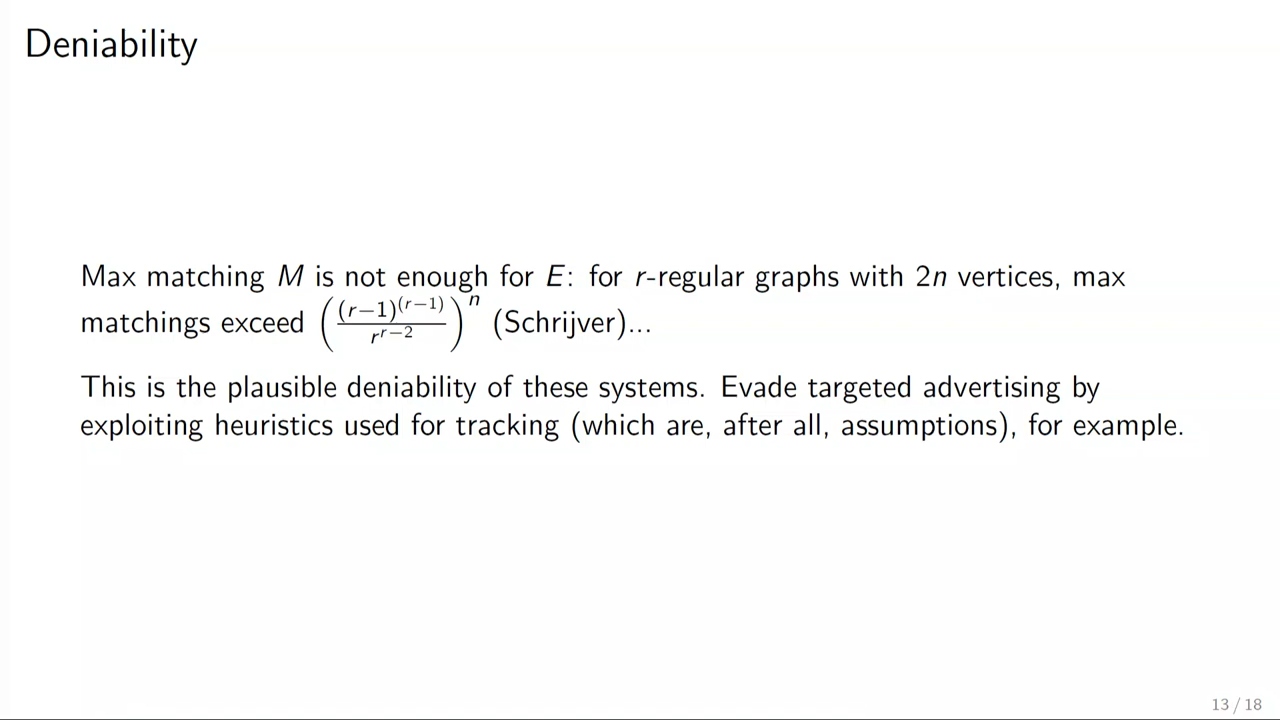 Deniability
Max matching M is not enough for E: for r-regular graphs with 2n vertices, max
matchings exceed ((r−1)^(r−1) / r^{r−2})^n (Schrijver)...
This is the plausible deniability of these systems. Evade targeted advertising by
exploiting heuristics used for tracking (which are, after all, assumptions), for example.
13 / 18